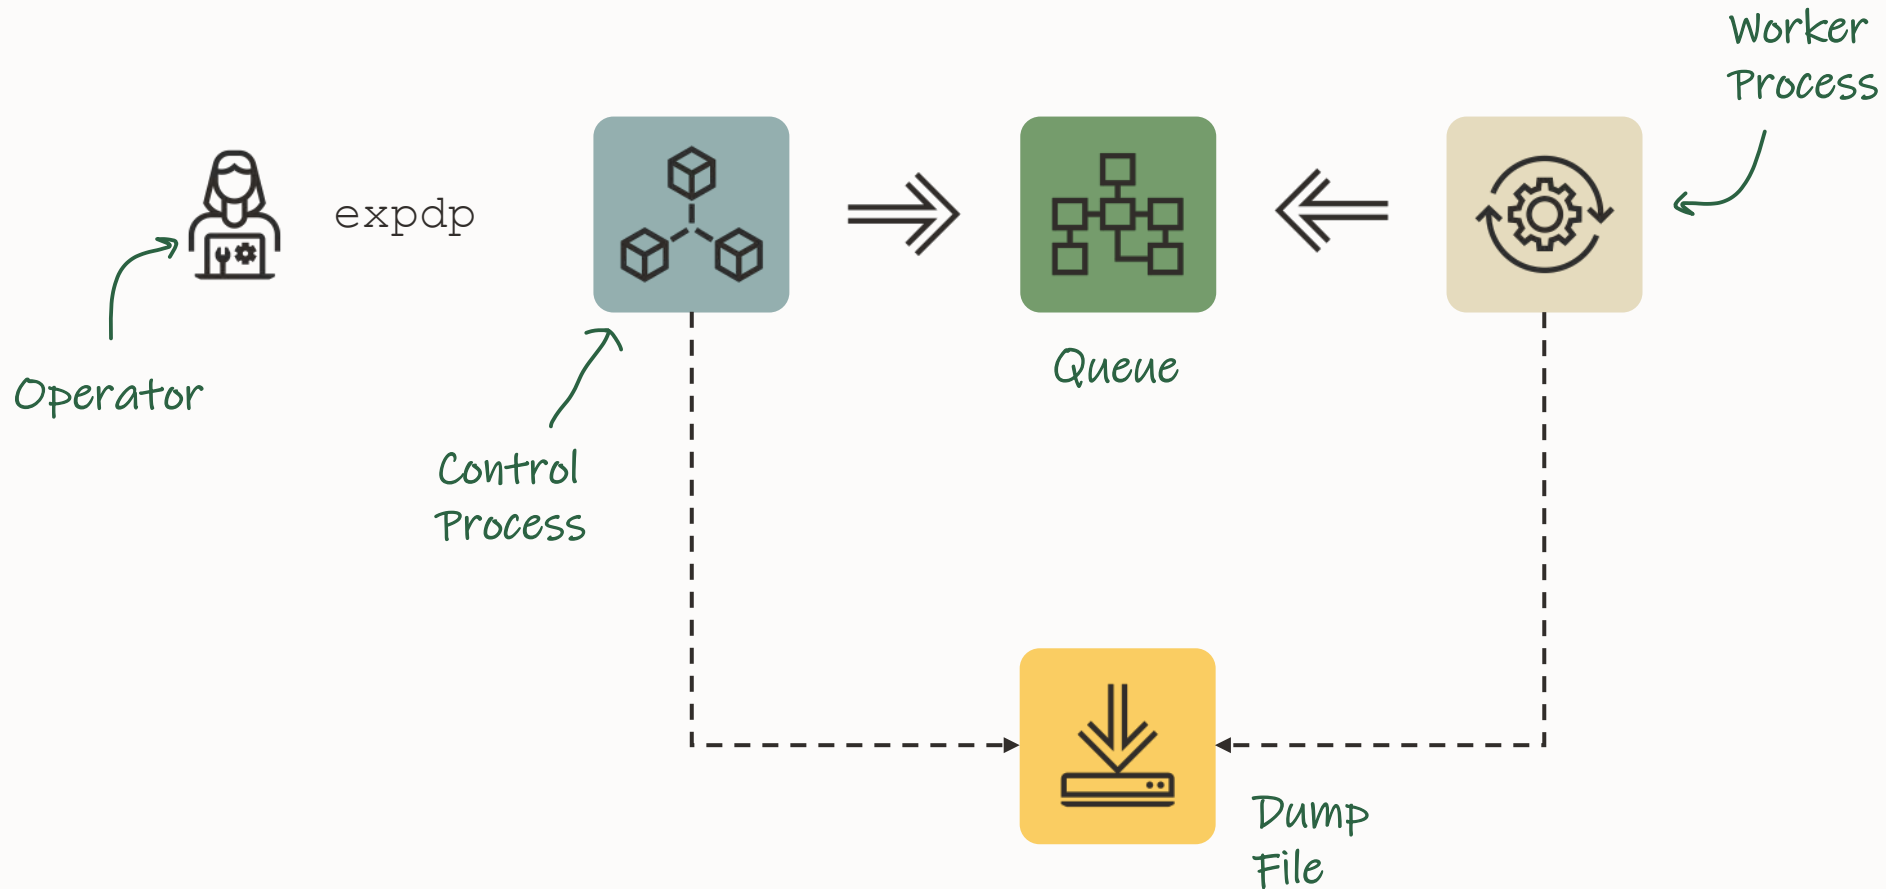 Worker
Process
expdp
Operator
Queue
Control
Process
Dump
File